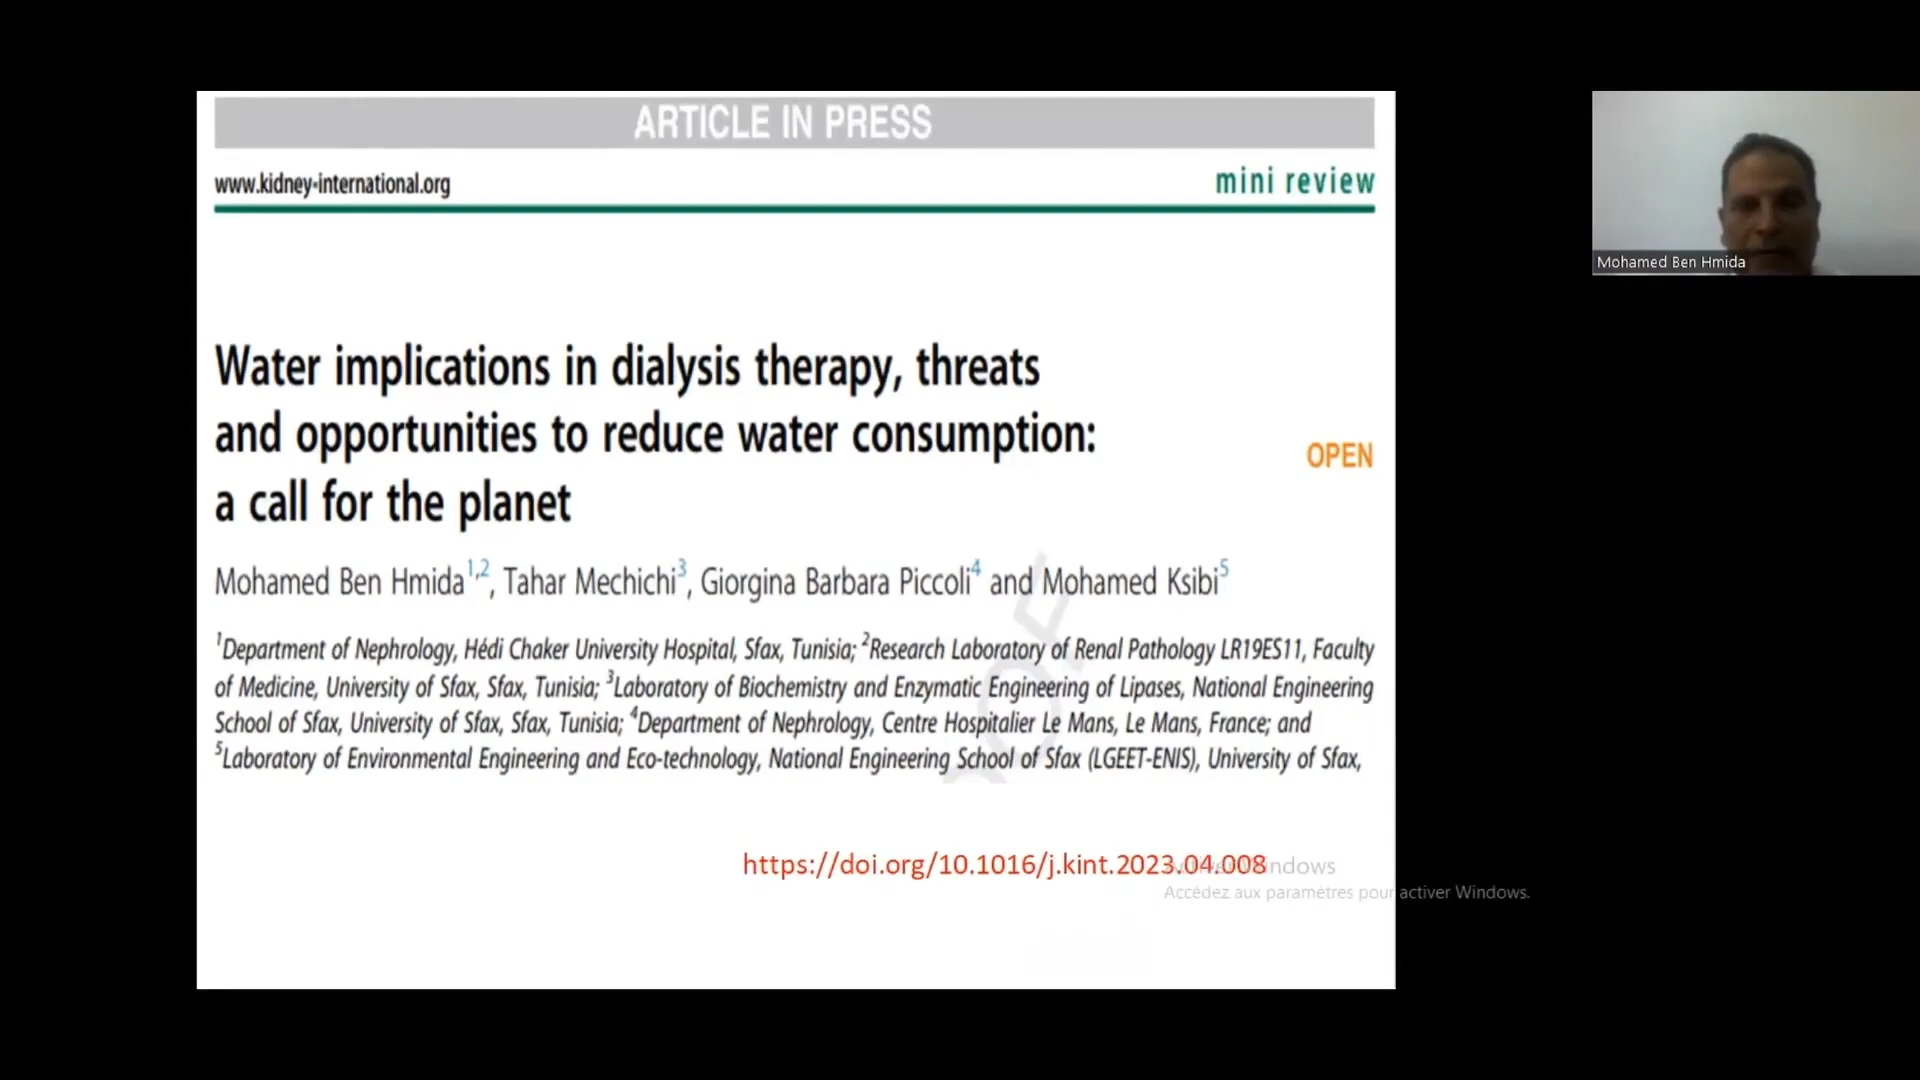 ARTICLE IN PRESS
www.kidney-international.org
mini review
Water implications in dialysis therapy, threats
and opportunities to reduce water consumption:
a call for the planet
OPEN
Mohamed Ben Hmida1,2, Tahar Mechichi3, Giorgina Barbara Piccoli4 and Mohamed Ksibi5
1Department of Nephrology, Hédi Chaker University Hospital, Sfax, Tunisia; 2Research Laboratory of Renal Pathology LR19ES11, Faculty
of Medicine, University of Sfax, Sfax, Tunisia; 3Laboratory of Biochemistry and Enzymatic Engineering of Lipases, National Engineering
School of Sfax, University of Sfax, Sfax, Tunisia; 4Department of Nephrology, Centre Hospitalier Le Mans, Le Mans, France; and
5Laboratory of Environmental Engineering and Eco-technology, National Engineering School of Sfax (LGEET-ENIS), University of Sfax,
https://doi.org/10.1016/j.kint.2023.04.008
Windows
Accédez aux paramètres pour activer Windows.
Mohamed Ben Hmida